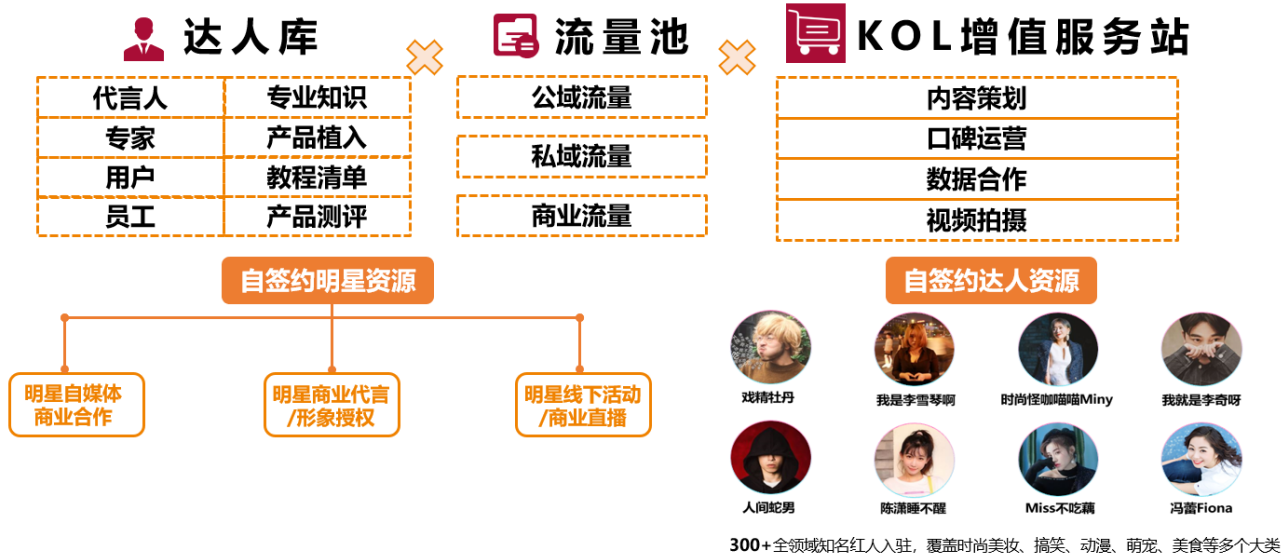 达人库
流量池
KOL增值服务站
代言人 专业知识
专家 产品植入
用户 教程清单
员工 产品测评
公域流量
私域流量
商业流量
内容策划
口碑运营
数据合作
视频拍摄
自签约明星资源
明星自媒体
商业合作
明星商业代言
/形象授权
明星线下活动
/商业直播
自签约达人资源
戏精牡丹
我是李雪琴啊
时尚怪咖喵喵Miny
我就是李奇呀
人间蛇男
陈潇睡不醒
Miss不吃藕
冯蕾Fiona
300+全领域知名红人入驻，覆盖时尚美妆、搞笑、动漫、萌宠、美食等多个大类